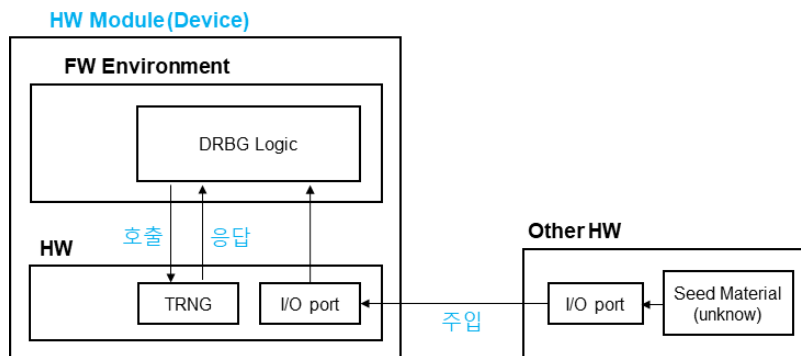 HW Module(Device)
FW Environment
DRBG Logic
호출
응답
HW
Other HW
TRNG
I/O port
주입
I/O port
Seed Material
(unknow)